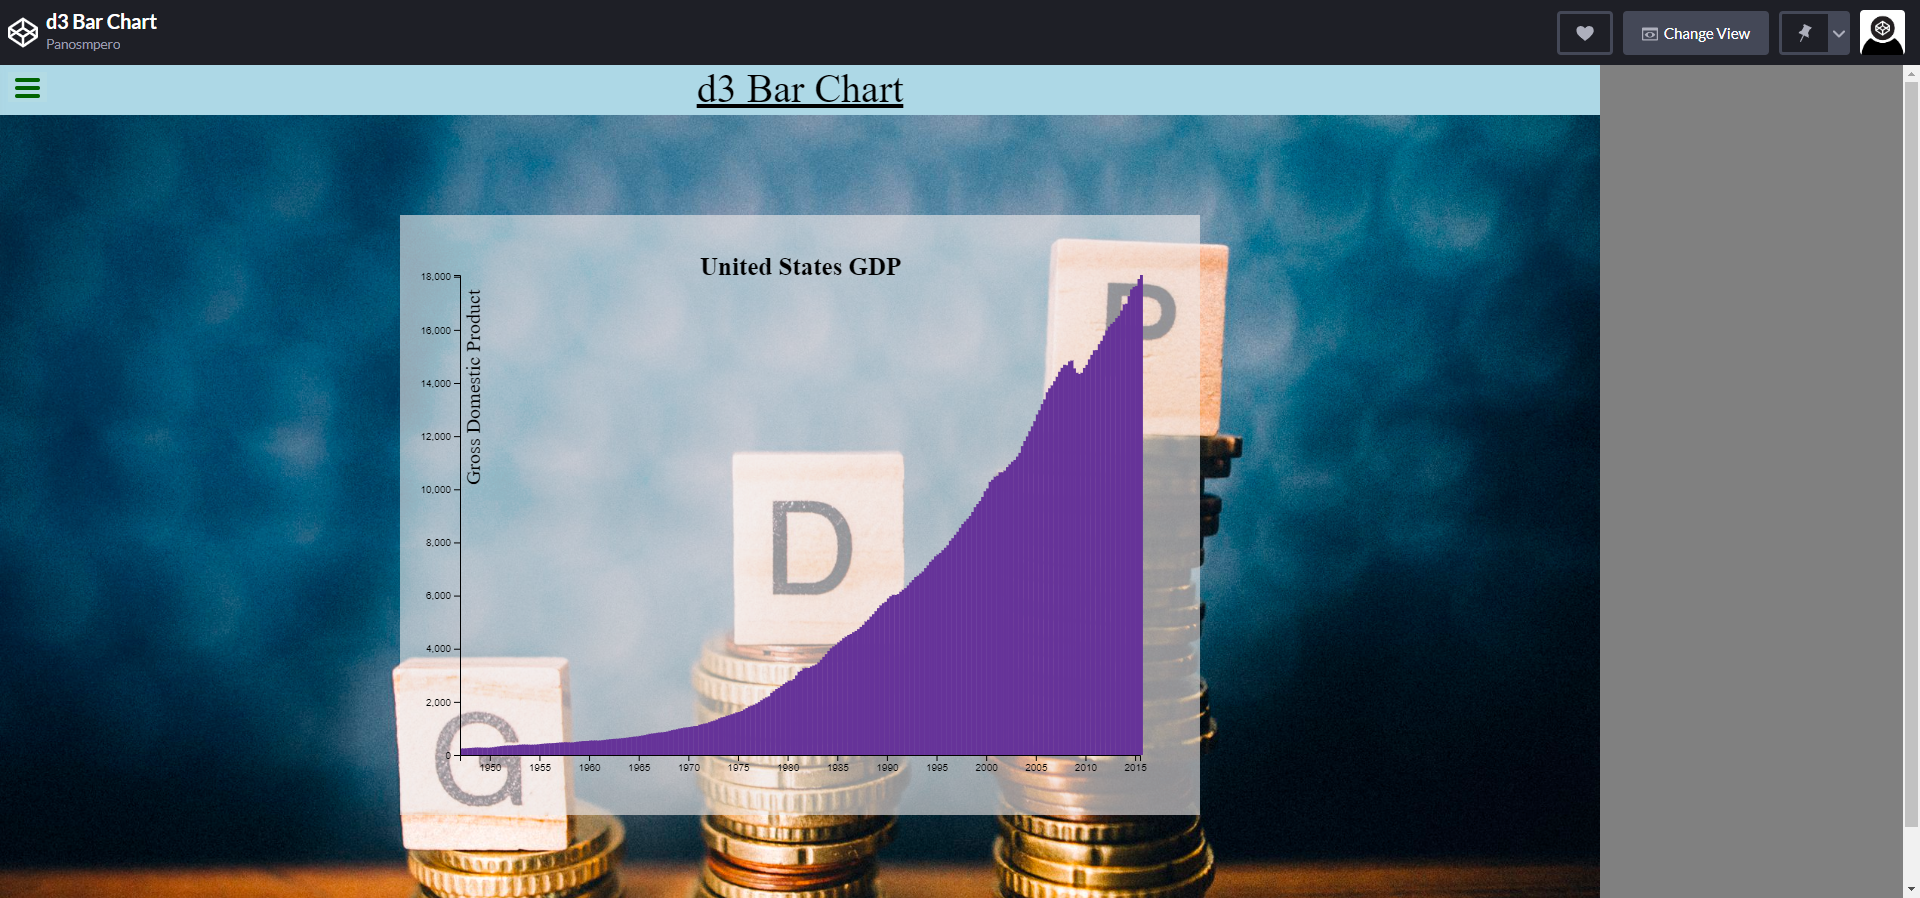 d3 Bar Chart
Panosmpero
Change View
d3 Bar Chart
United States GDP
Gross Domestic Product
18,000
16,000
14,000
12,000
10,000
8,000
6,000
4,000
2,000
0
1950 1955 1960 1965 1970 1975 1980 1985 1990 1995 2000 2005 2010 2015
G
D
P